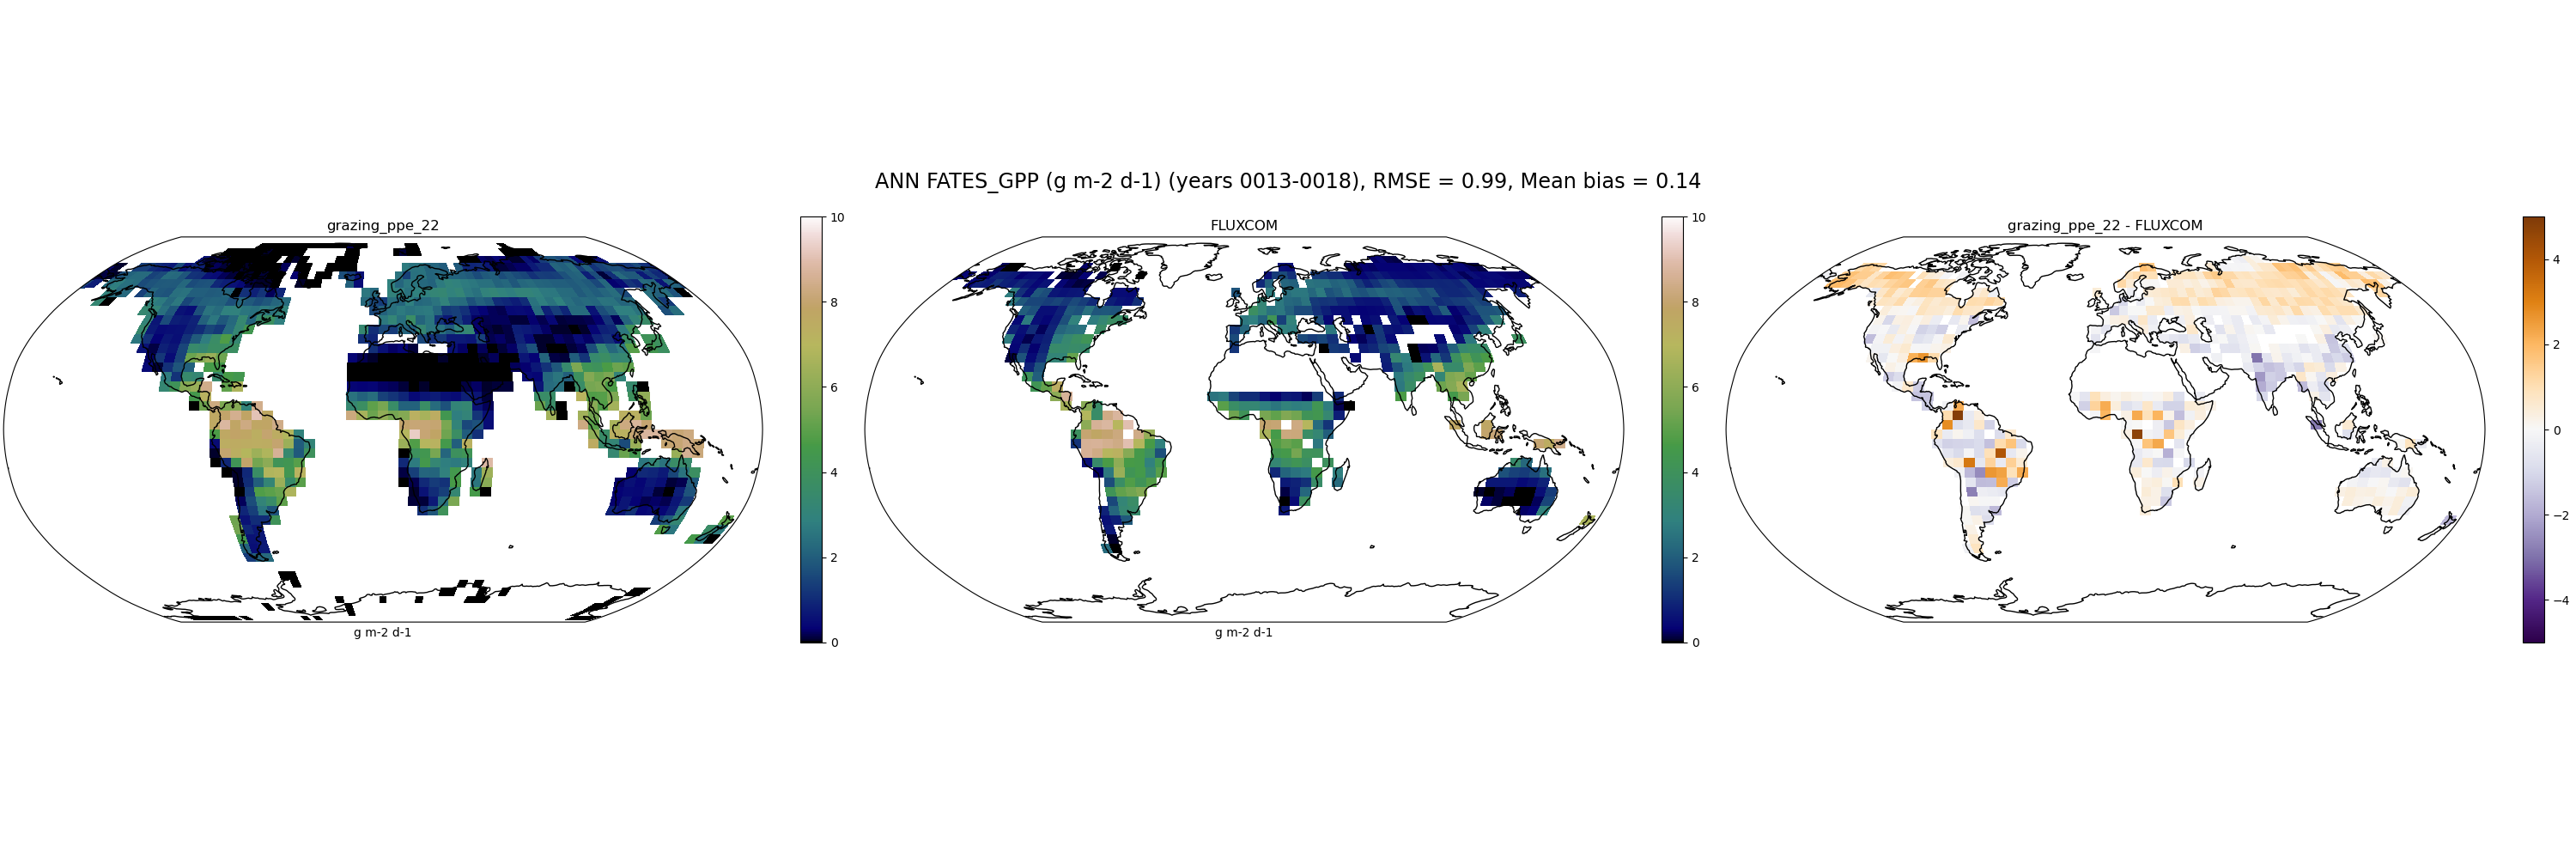 ANN FATES_GPP (g m-2 d-1) (years 0013-0018), RMSE = 0.99, Mean bias = 0.14
grazing_ppe_22
10
8
6
4
2
0
g m-2 d-1
FLUXCOM
10
8
6
4
2
0
g m-2 d-1
grazing_ppe_22 - FLUXCOM
4
2
0
−2
−4